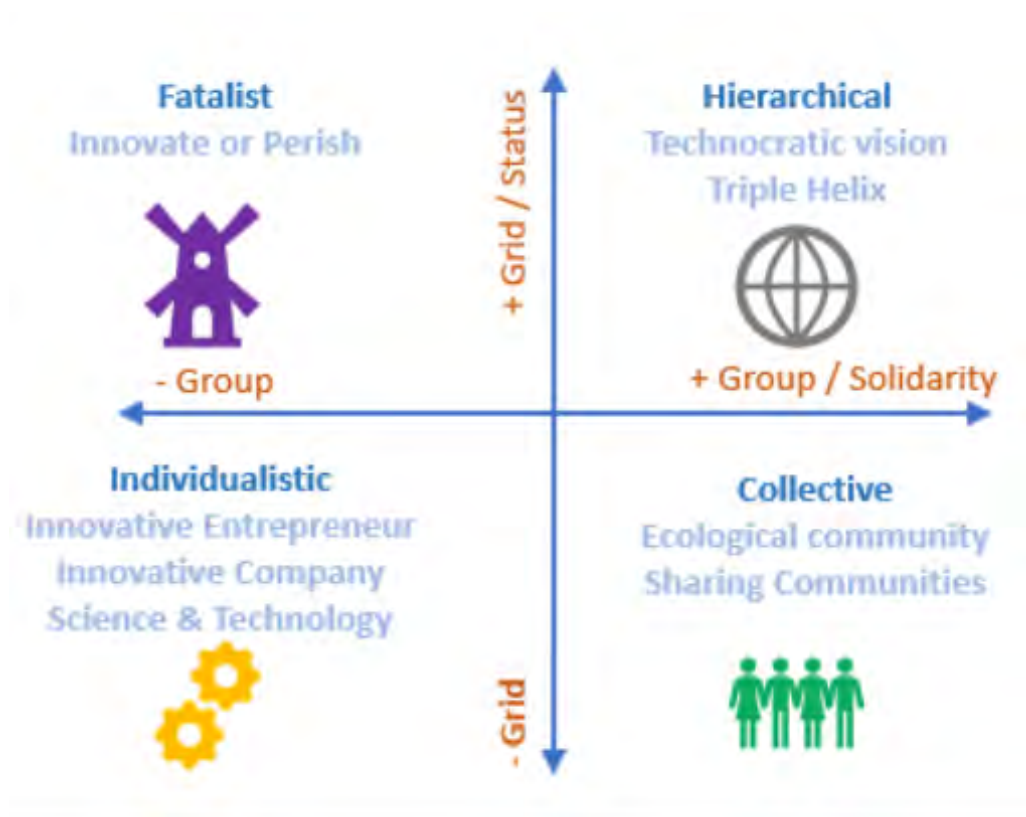 Fatalist
Innovate or Perish
+ Grid / Status
Hierarchical
Technocratic vision
Triple Helix
- Group
+ Group / Solidarity
Individualistic
Innovative Entrepreneur
Innovative Company
Science & Technology
- Grid
Collective
Ecological community
Sharing Communities